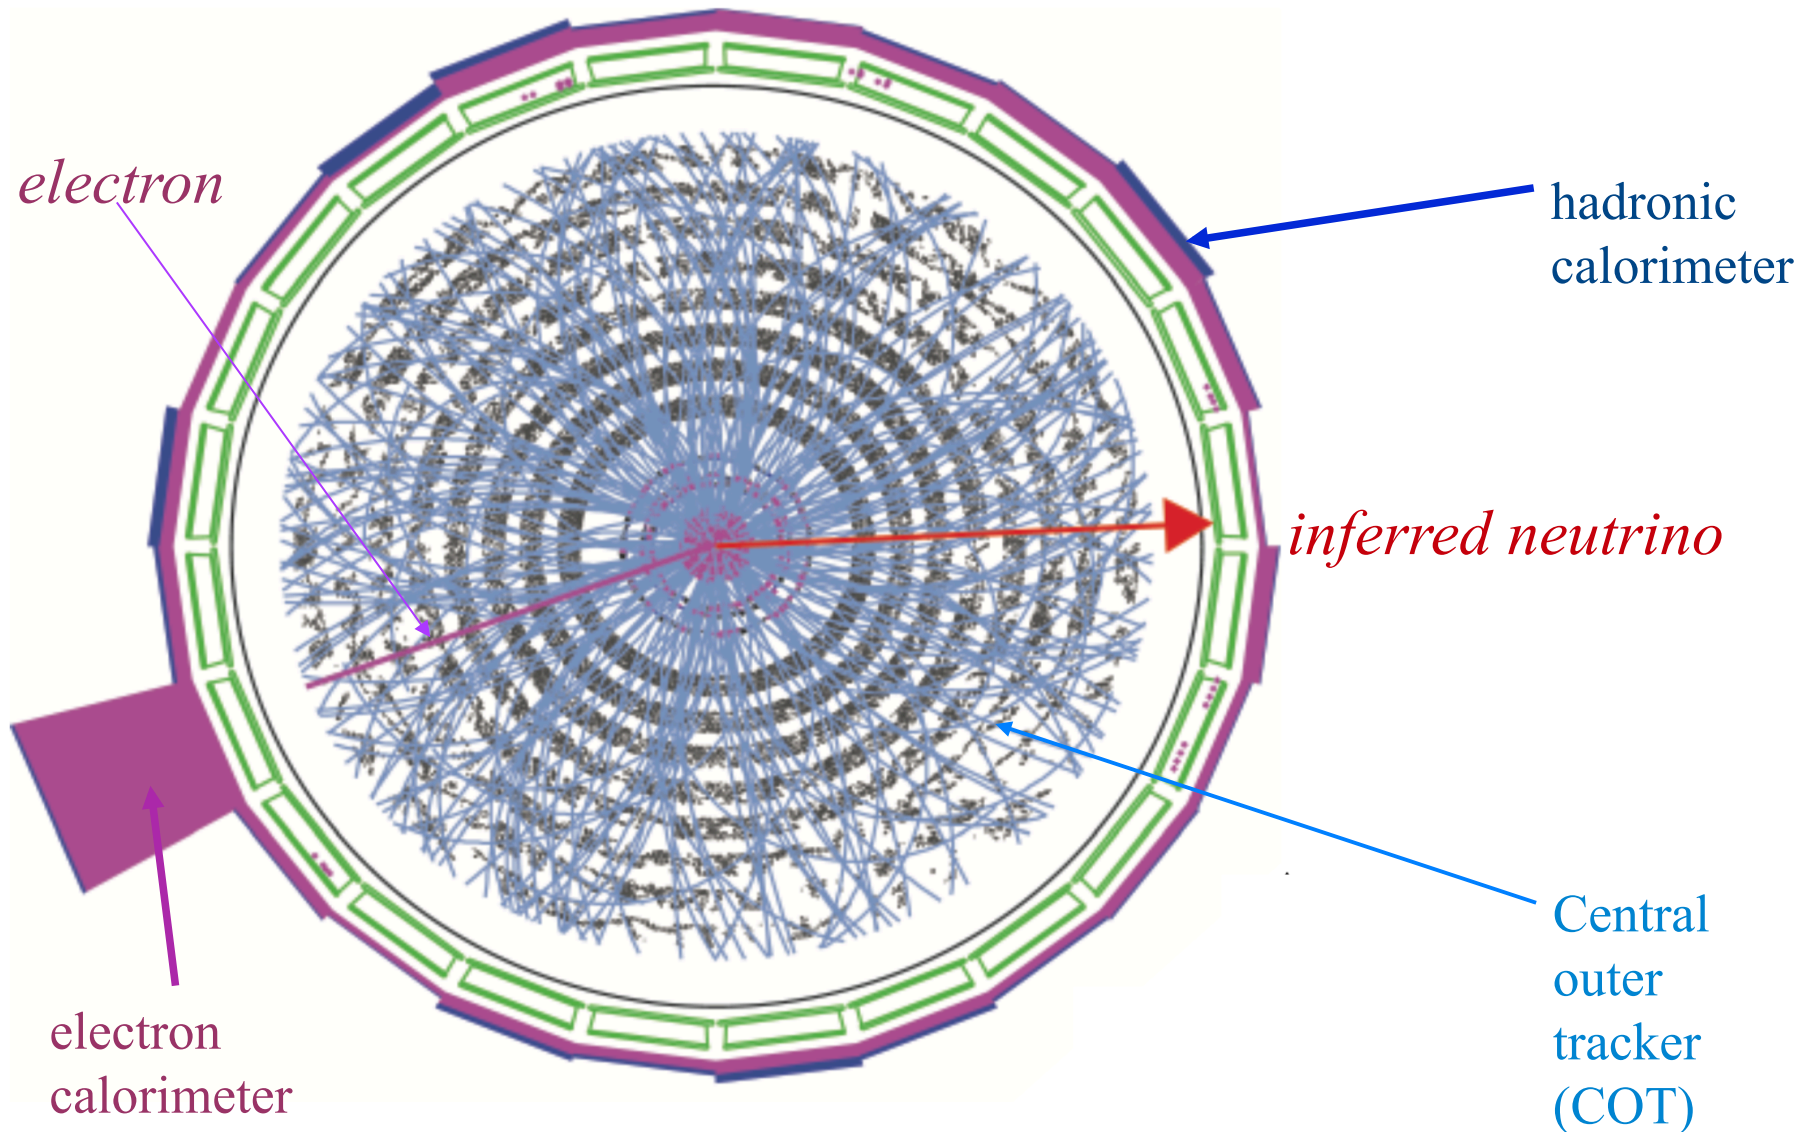 electron
hadronic
calorimeter
inferred neutrino
Central
outer
tracker
(COT)
electron
calorimeter